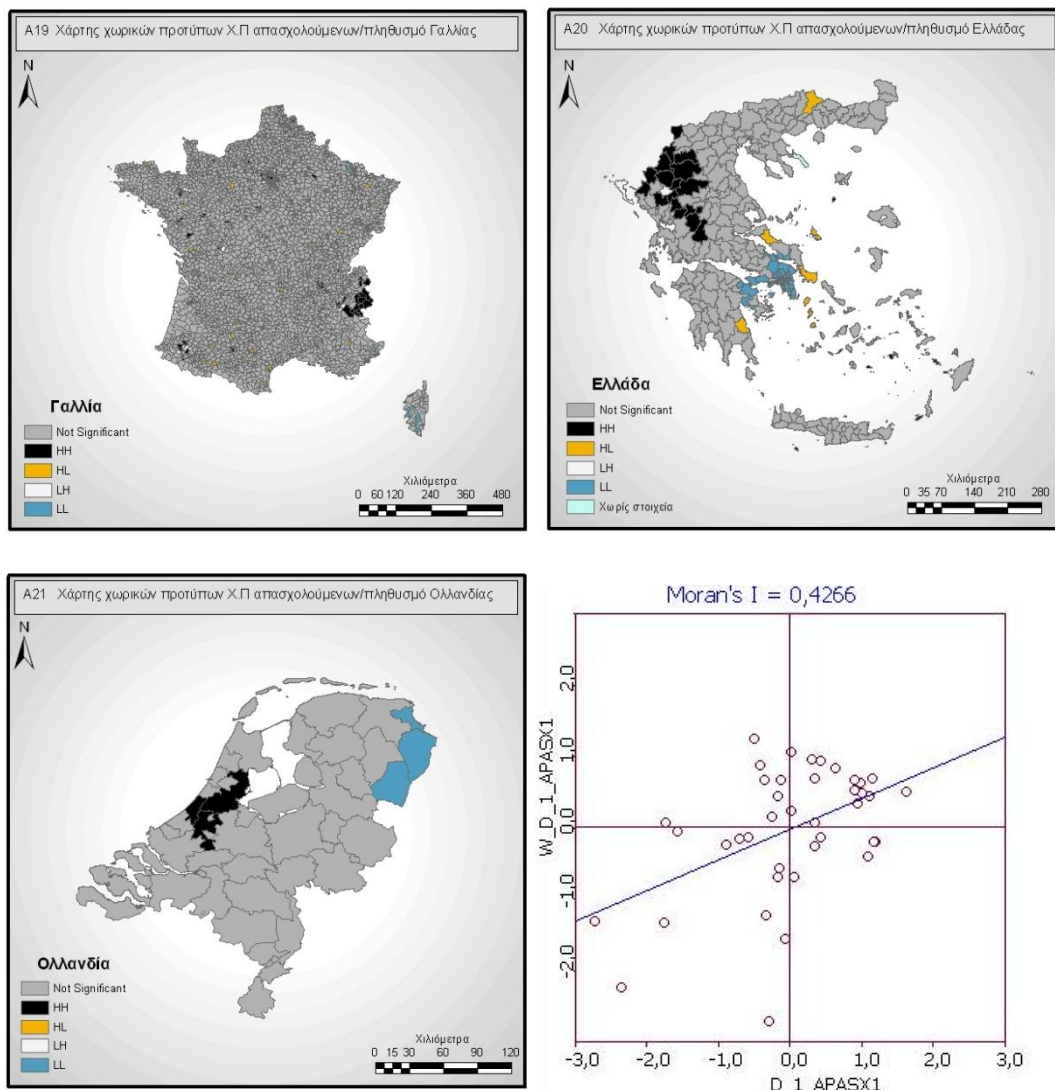 A19 Χάρτης χωρικών προτύπων Χ.Π απασχολούμενων/πληθυσμό Γαλλίας
N
Γαλλία
Not Significant
HH
HL
LH
LL
Χιλιόμετρα
0 60 120 240 360 480
A20 Χάρτης χωρικών προτύπων Χ.Π απασχολούμενων/πληθυσμό Ελλάδας
N
Ελλάδα
Not Significant
HH
HL
LH
LL
Χωρίς στοιχεία
Χιλιόμετρα
0 35 70 140 210 280
A21 Χάρτης χωρικών προτύπων Χ.Π απασχολούμενων/πληθυσμό Ολλανδίας
N
Ολλανδία
Not Significant
HH
HL
LH
LL
Χιλιόμετρα
0 15 30 60 90 120
Moran's I = 0,4266
W_D_1_APASX1
2,0
1,0
0,0
-1,0
-2,0
-3,0 -2,0 -1,0 0,0 1,0 2,0 3,0
D_1_APASX1